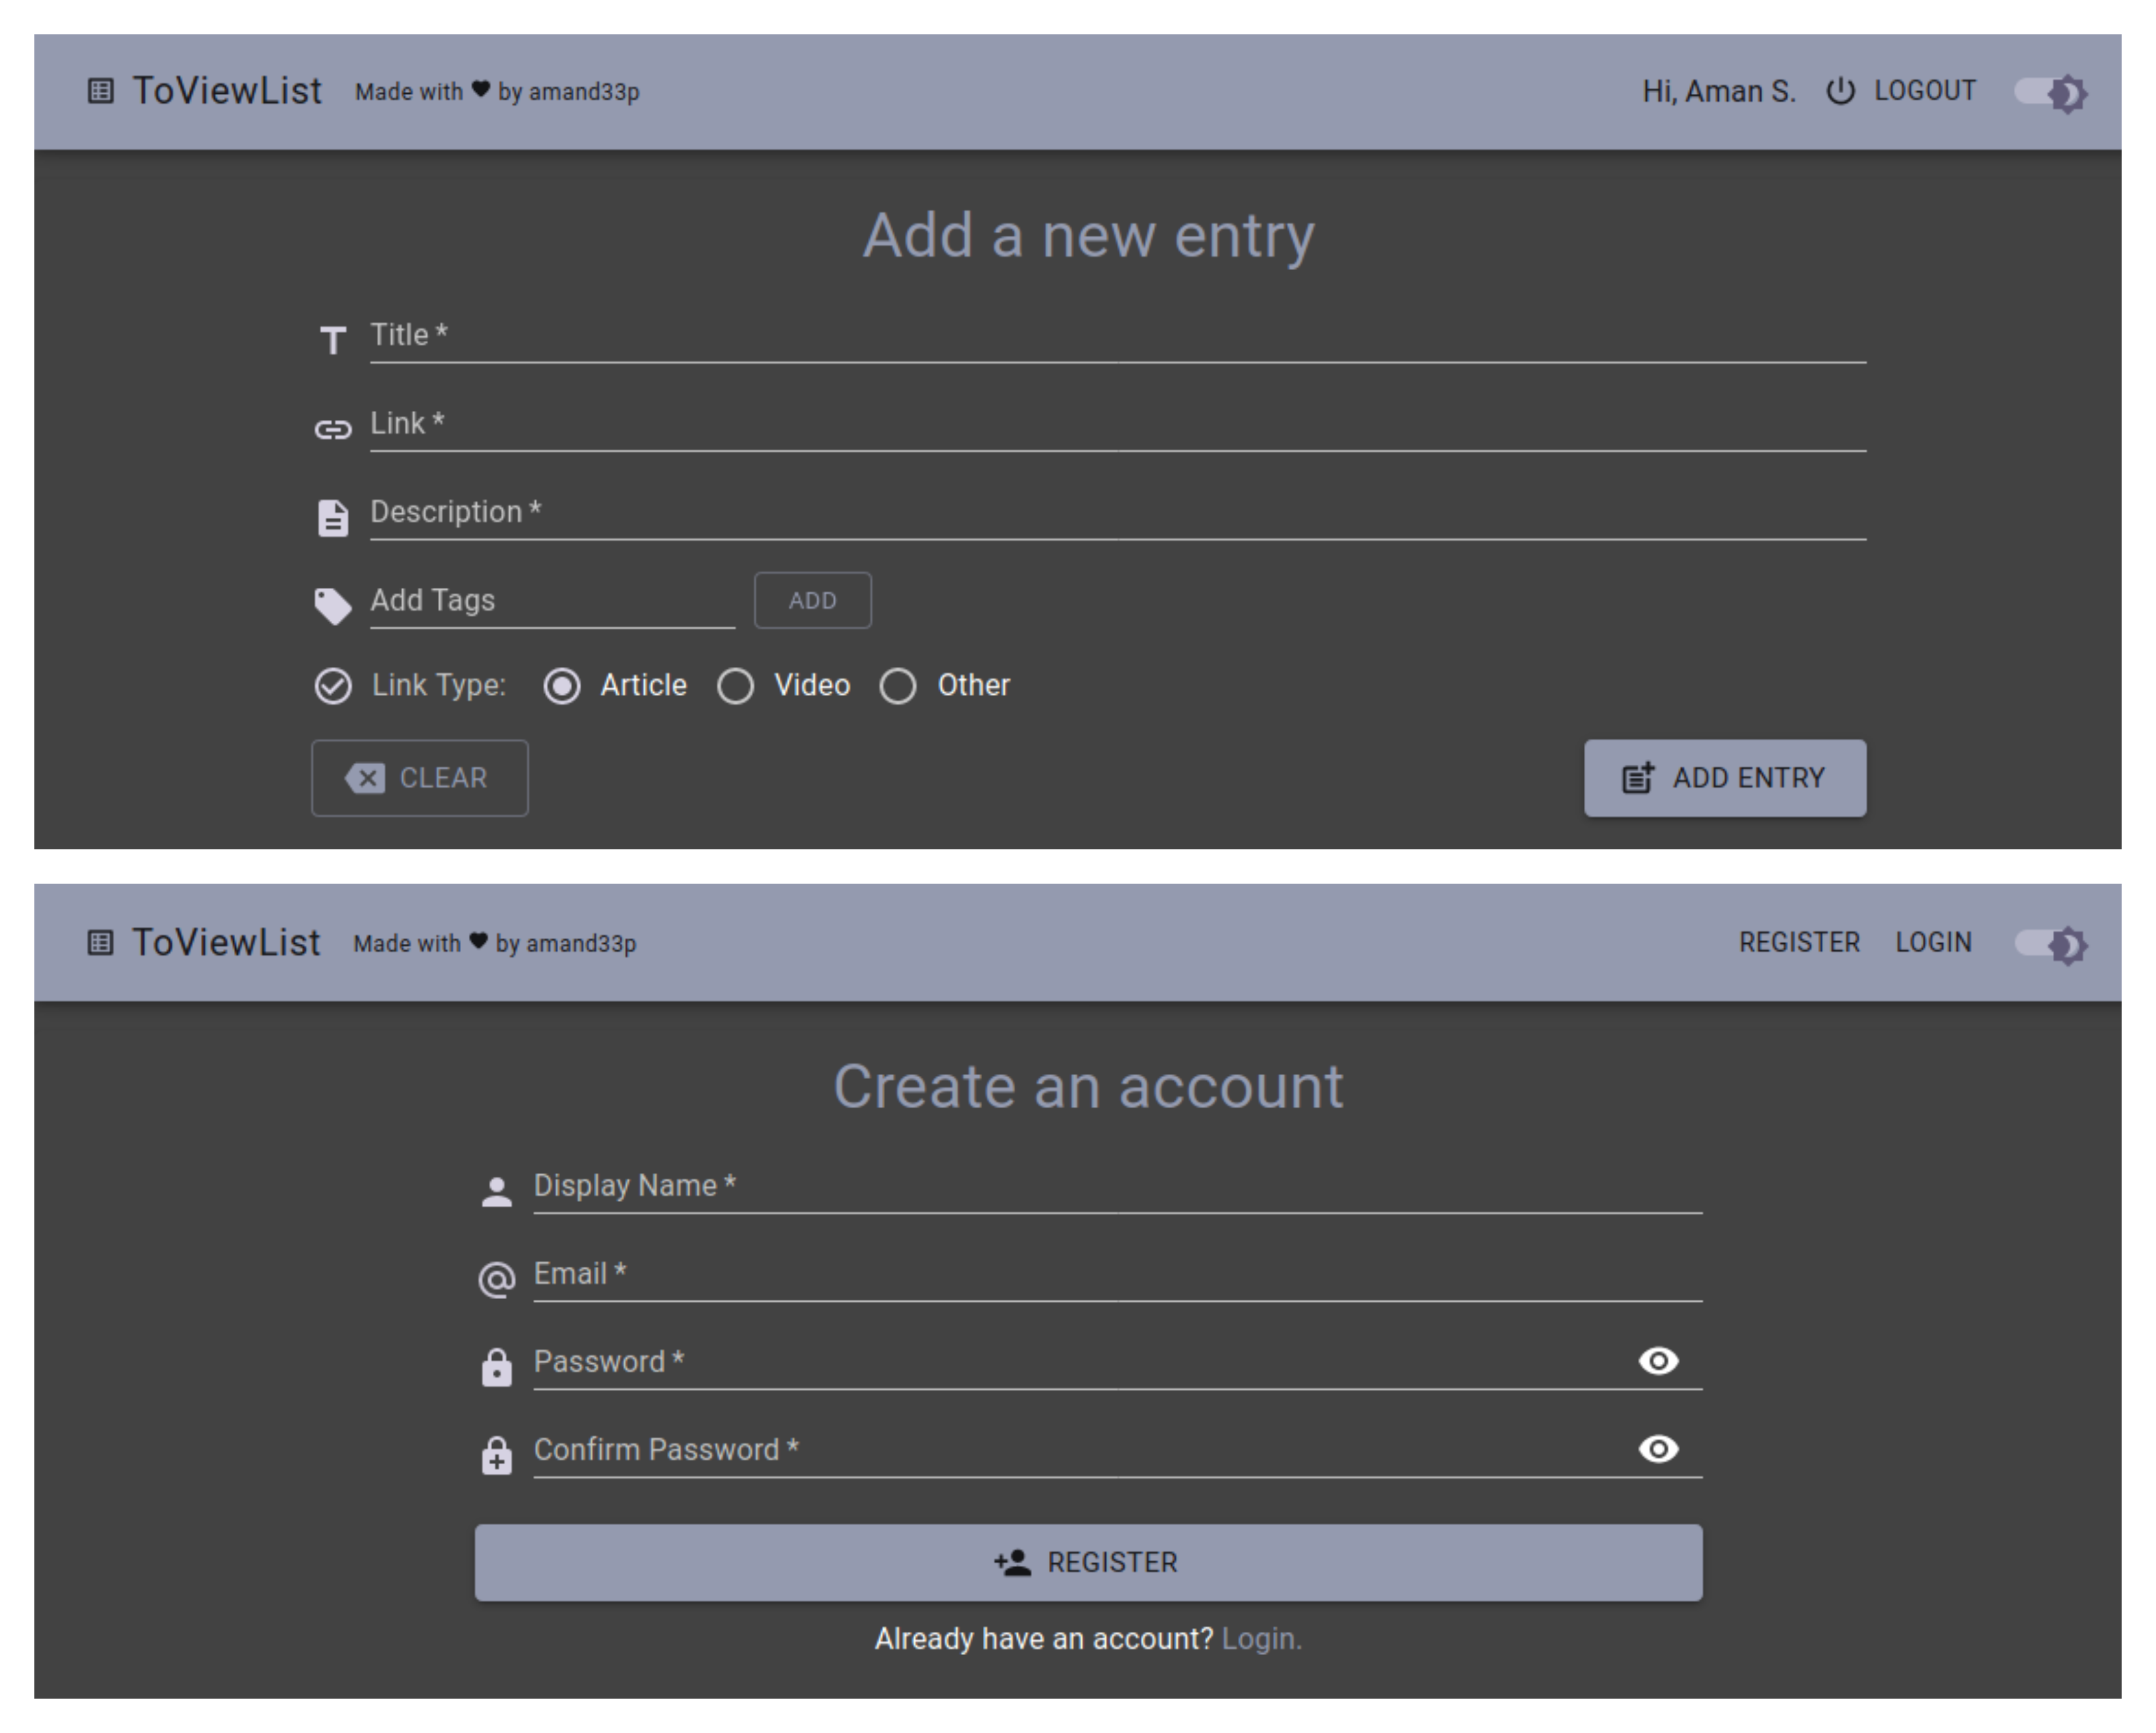 ToViewList Made with ♥ by amand33p Hi, Aman S. LOGOUT
Add a new entry
Title *
Link *
Description *
Add Tags ADD
Link Type: Article Video Other
CLEAR ADD ENTRY
ToViewList Made with ♥ by amand33p REGISTER LOGIN
Create an account
Display Name *
Email *
Password *
Confirm Password *
REGISTER
Already have an account? Login.